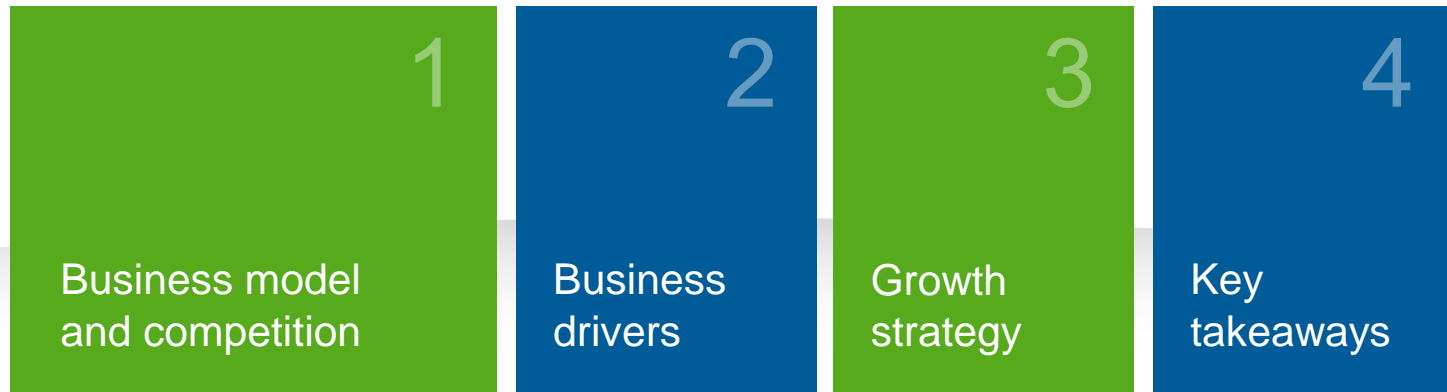 1
Business model
and competition
2
Business
drivers
3
Growth
strategy
4
Key
takeaways